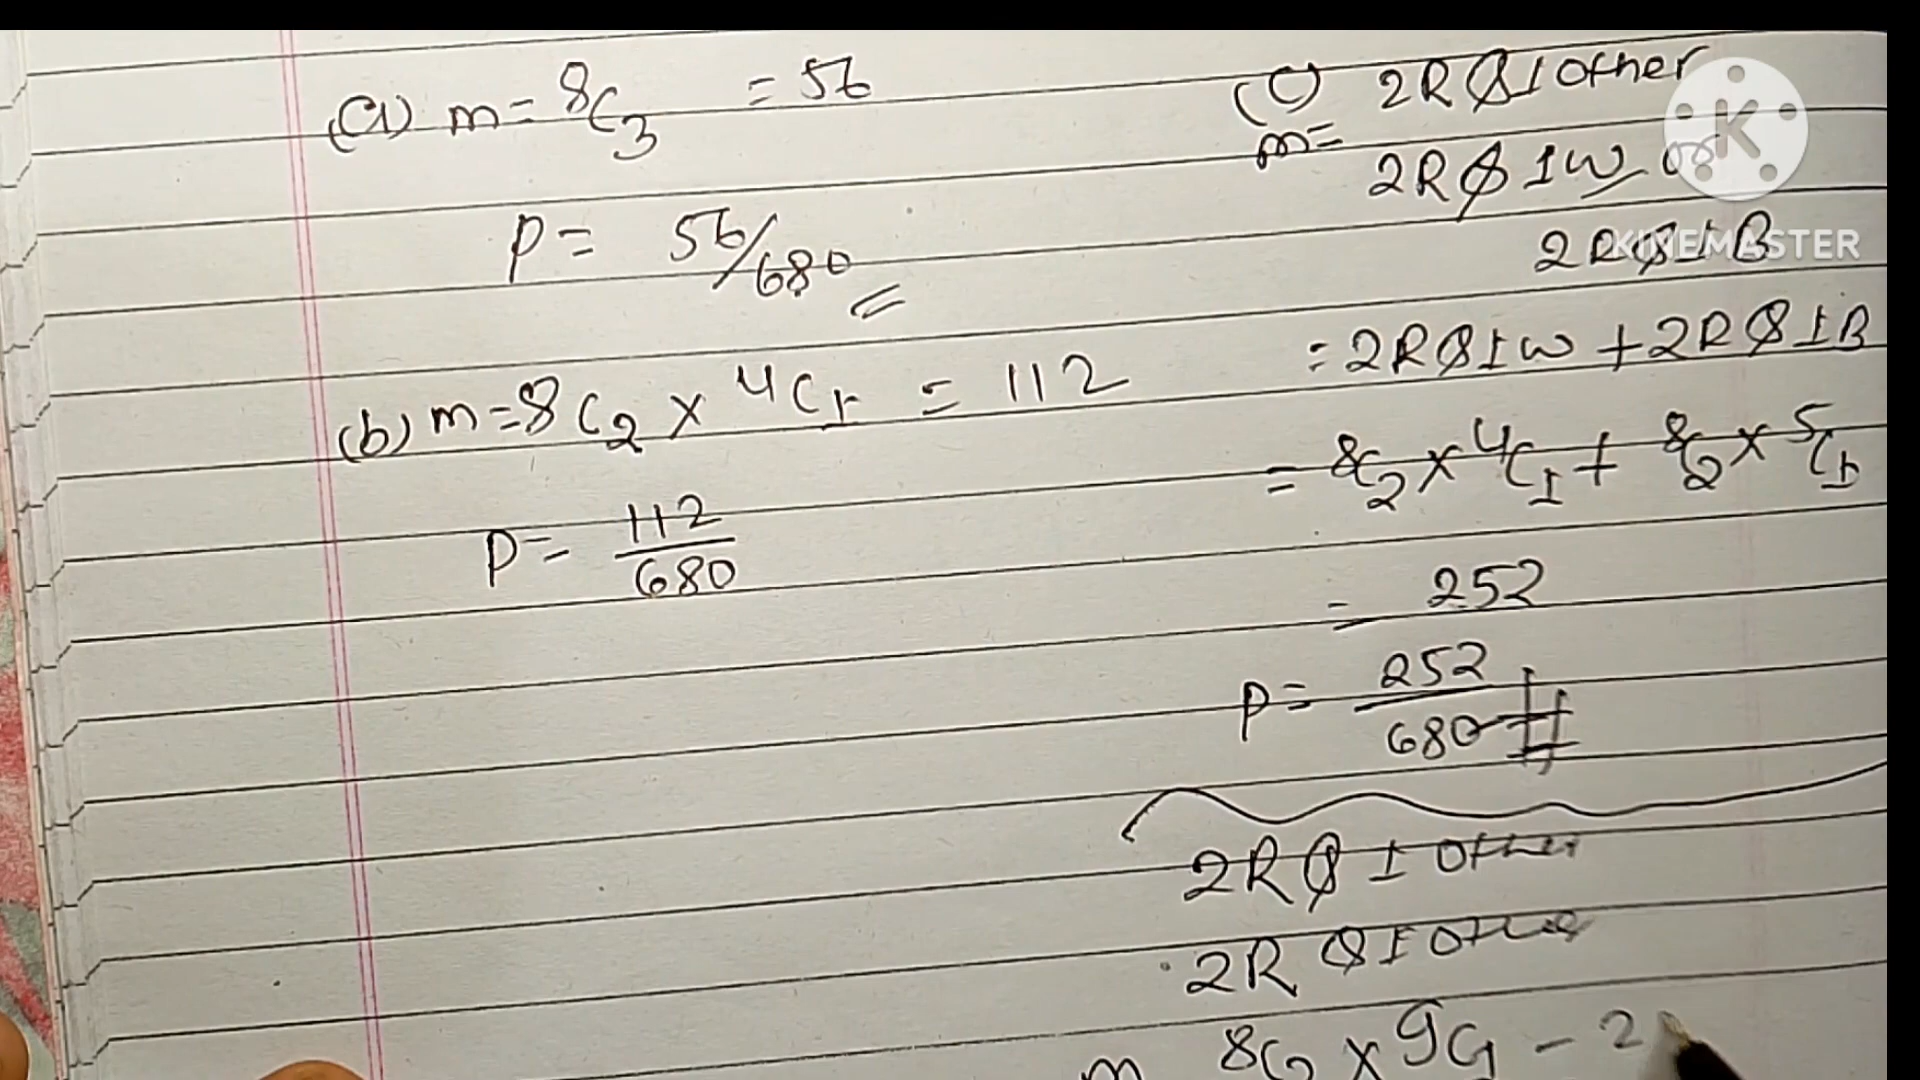 (a) m = 8C3 = 56
P = 56/680
(b) m = 8C2 × 4C1 = 112
P = 112/680
(c) 2R & 1 Other
m =
2R & 1W or
2R & 1B
= 2R & 1W + 2R & 1B
= 8C2 × 4C1 + 8C2 × 5C1
= 252
P = 252/680
2R & 1 Other
2R & 1 Other
m 8C2 × 9C1 = 2
K
KINEMASTER